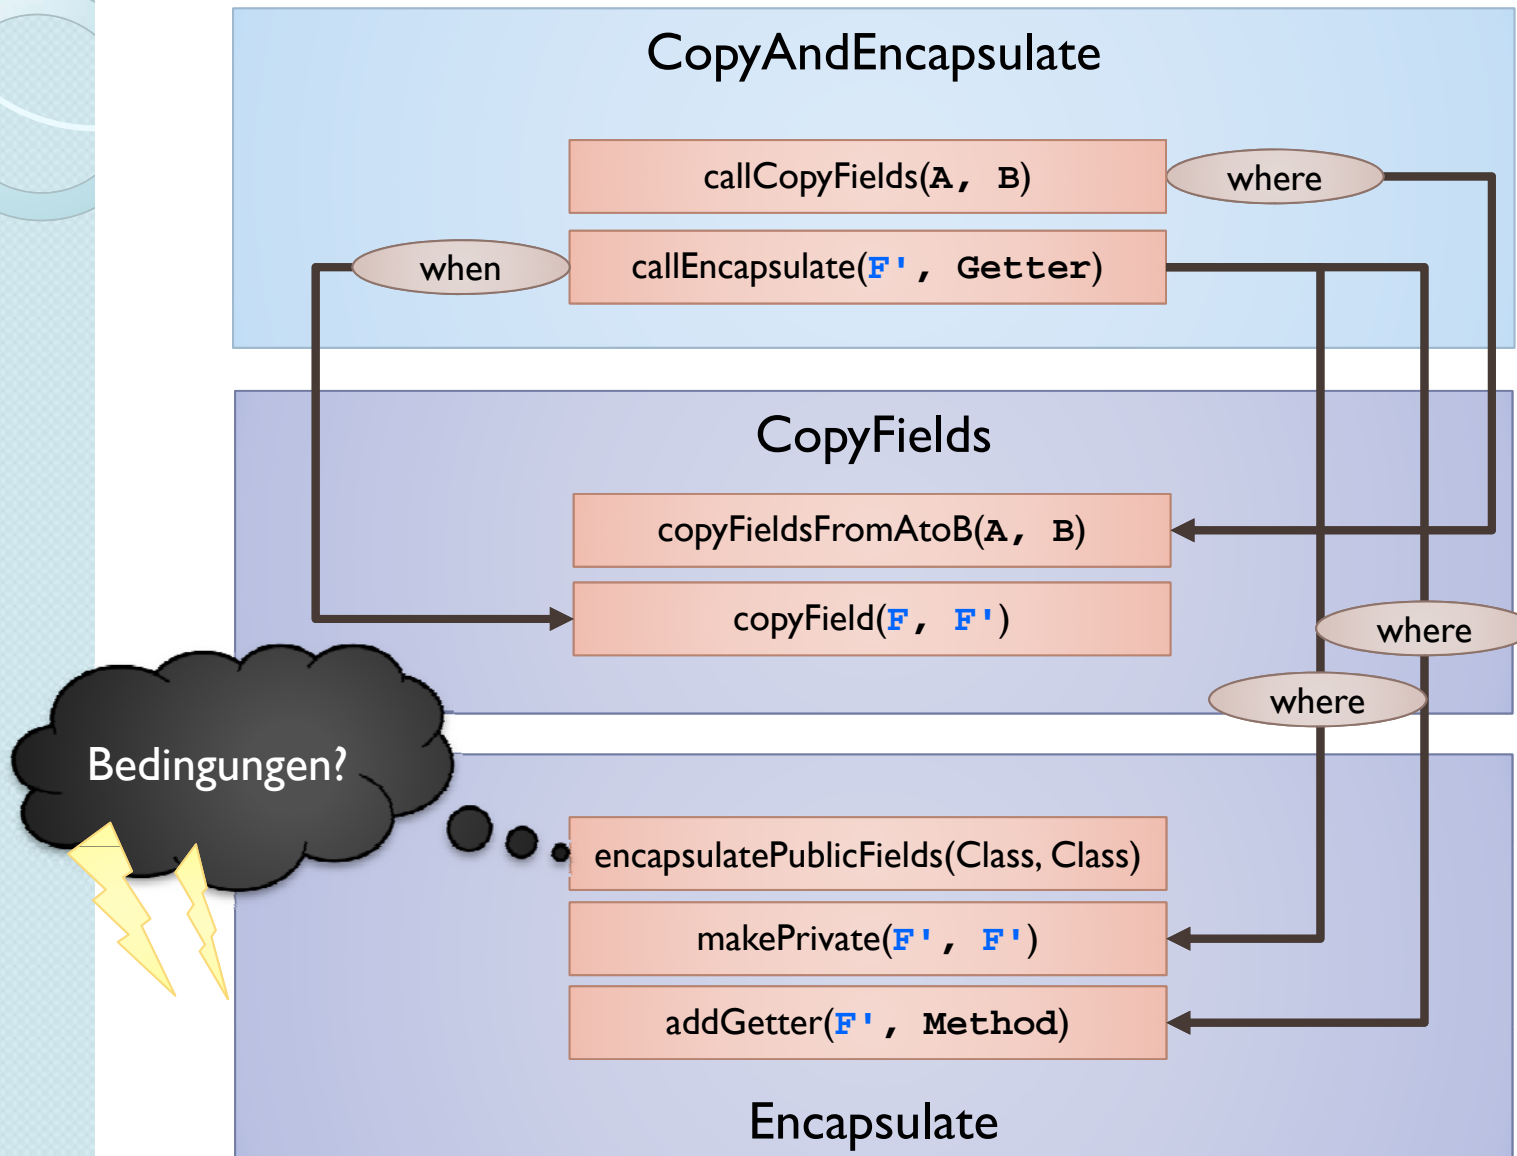 CopyAndEncapsulate
callCopyFields(A, B)
where
when
callEncapsulate(F', Getter)
CopyFields
copyFieldsFromAtoB(A, B)
copyField(F, F')
where
where
Bedingungen?
encapsulatePublicFields(Class, Class)
makePrivate(F', F')
addGetter(F', Method)
Encapsulate